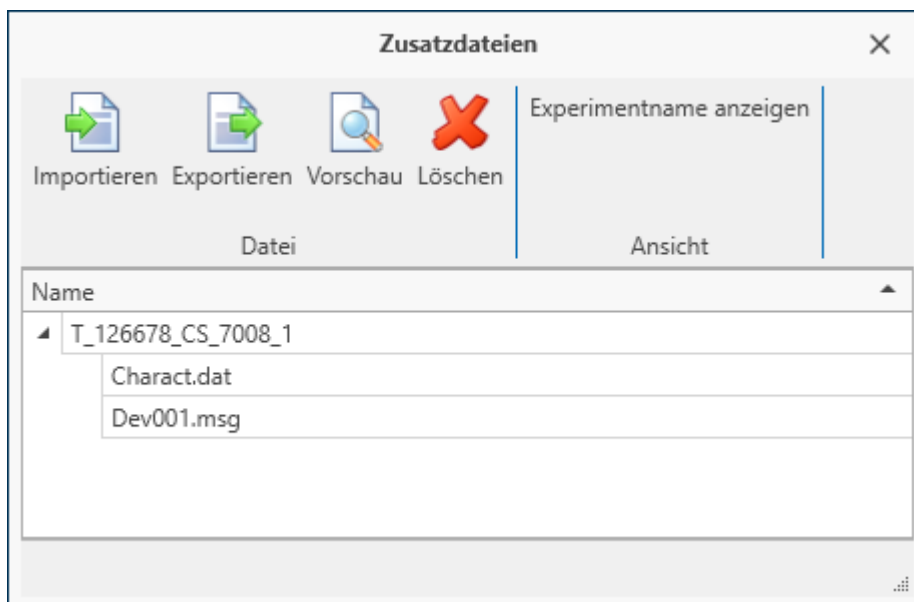 Zusatzdateien
Importieren Exportieren Vorschau Löschen
Experimentname anzeigen
Datei
Ansicht
Name
T_126678_CS_7008_1
Charact.dat
Dev001.msg